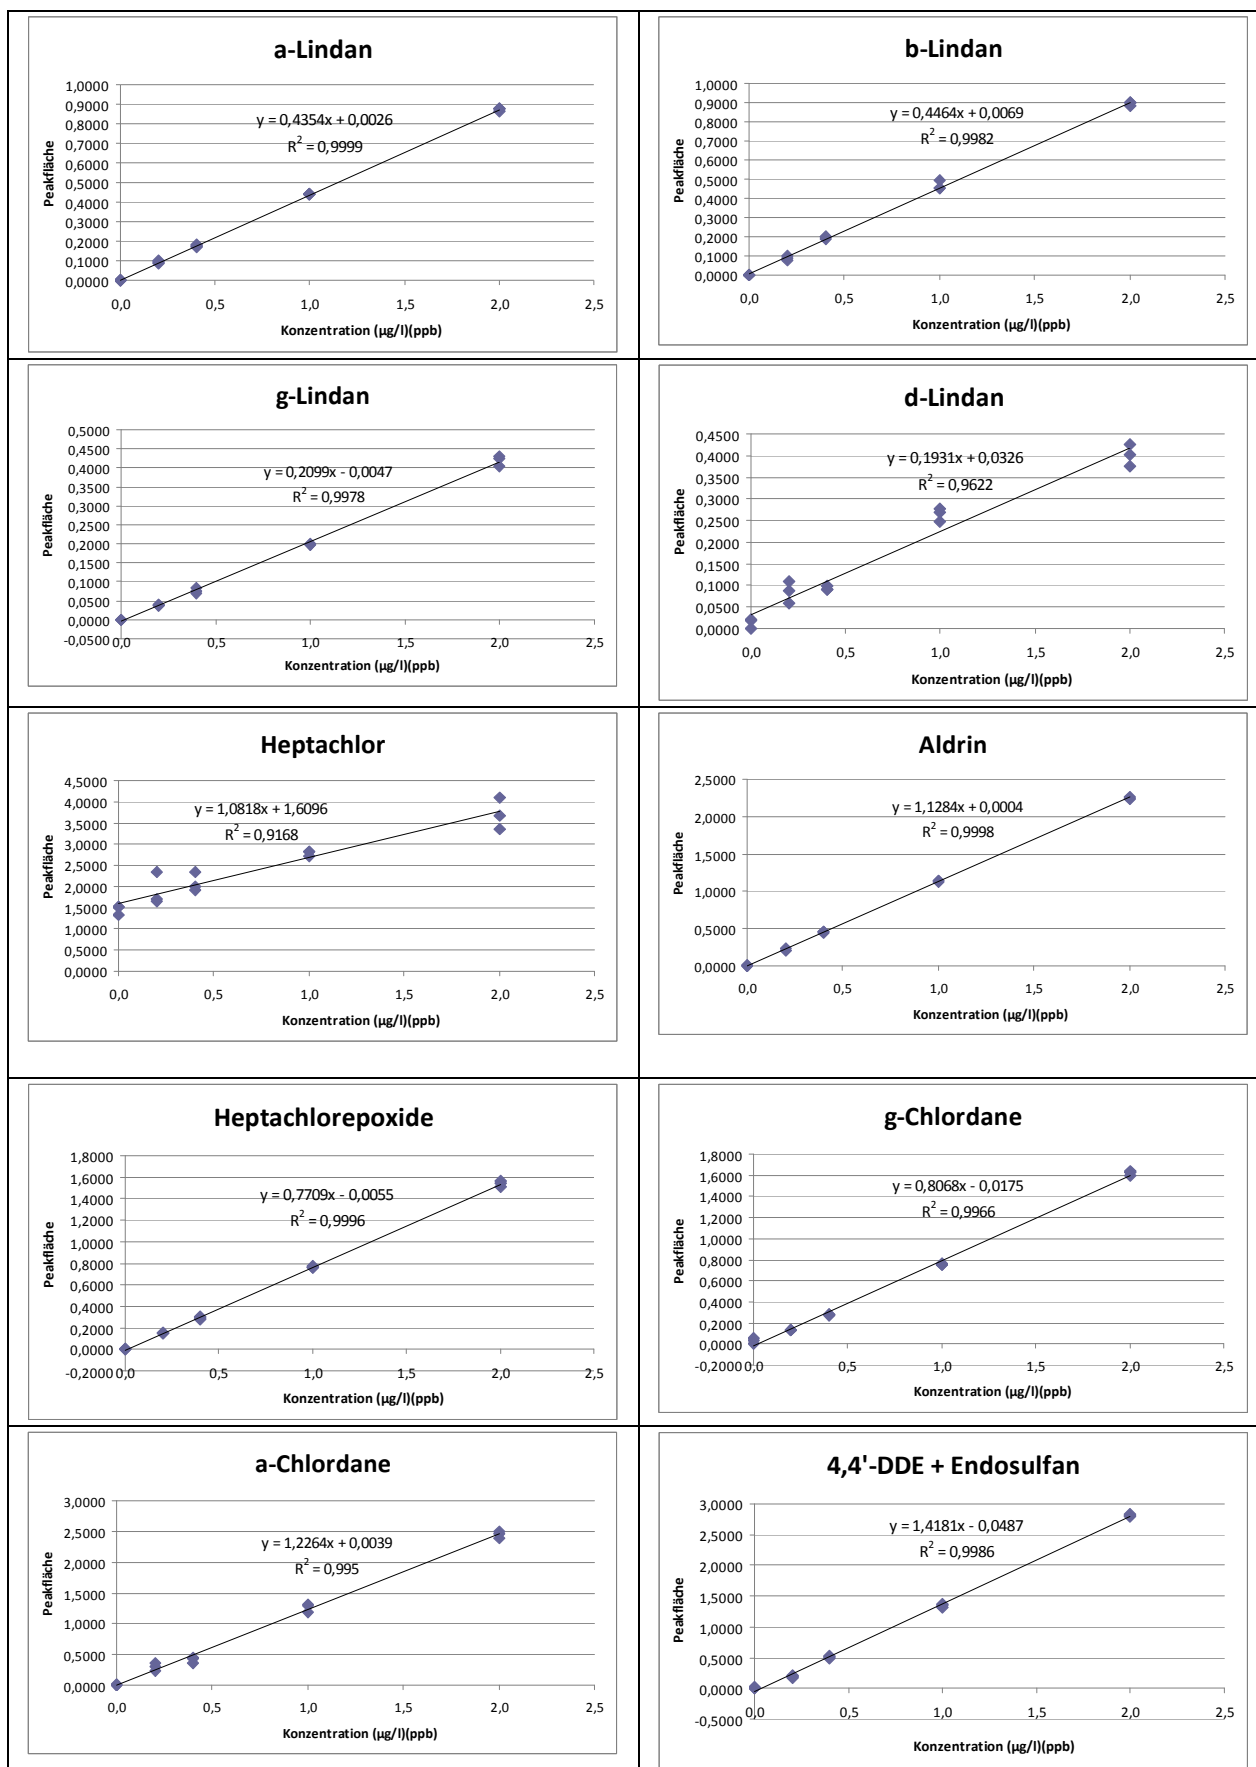 a-Lindan
1,0000
0,9000
0,8000
0,7000
0,6000
0,5000
0,4000
0,3000
0,2000
0,1000
0,0000
Peakfläche
y = 0,4354x + 0,0026
R² = 0,9999
0,0 0,5 1,0 1,5 2,0 2,5
Konzentration (µg/l)(ppb)
b-Lindan
1,0000
0,9000
0,8000
0,7000
0,6000
0,5000
0,4000
0,3000
0,2000
0,1000
0,0000
Peakfläche
y = 0,4464x + 0,0069
R² = 0,9982
0,0 0,5 1,0 1,5 2,0 2,5
Konzentration (µg/l)(ppb)
g-Lindan
0,5000
0,4500
0,4000
0,3500
0,3000
0,2500
0,2000
0,1500
0,1000
0,0500
0,0000
-0,0500
Peakfläche
y = 0,2099x - 0,0047
R² = 0,9978
0,0 0,5 1,0 1,5 2,0 2,5
Konzentration (µg/l)(ppb)
d-Lindan
0,4500
0,4000
0,3500
0,3000
0,2500
0,2000
0,1500
0,1000
0,0500
0,0000
Peakfläche
y = 0,1931x + 0,0326
R² = 0,9622
0,0 0,5 1,0 1,5 2,0 2,5
Konzentration (µg/l)(ppb)
Heptachlor
4,5000
4,0000
3,5000
3,0000
2,5000
2,0000
1,5000
1,0000
0,5000
0,0000
Peakfläche
y = 1,0818x + 1,6096
R² = 0,9168
0,0 0,5 1,0 1,5 2,0 2,5
Konzentration (µg/l)(ppb)
Aldrin
2,5000
2,0000
1,5000
1,0000
0,5000
0,0000
Peakfläche
y = 1,1284x + 0,0004
R² = 0,9998
0,0 0,5 1,0 1,5 2,0 2,5
Konzentration (µg/l)(ppb)
Heptachlorepoxide
1,8000
1,6000
1,4000
1,2000
1,0000
0,8000
0,6000
0,4000
0,2000
0,0000
-0,2000
Peakfläche
y = 0,7709x - 0,0055
R² = 0,9996
0,0 0,5 1,0 1,5 2,0 2,5
Konzentration (µg/l)(ppb)
g-Chlordane
1,8000
1,6000
1,4000
1,2000
1,0000
0,8000
0,6000
0,4000
0,2000
0,0000
-0,2000
Peakfläche
y = 0,8068x - 0,0175
R² = 0,9966
0,0 0,5 1,0 1,5 2,0 2,5
Konzentration (µg/l)(ppb)
a-Chlordane
3,0000
2,5000
2,0000
1,5000
1,0000
0,5000
0,0000
Peakfläche
y = 1,2264x + 0,0039
R² = 0,995
0,0 0,5 1,0 1,5 2,0 2,5
Konzentration (µg/l)(ppb)
4,4'-DDE + Endosulfan
3,0000
2,5000
2,0000
1,5000
1,0000
0,5000
0,0000
-0,5000
Peakfläche
y = 1,4181x - 0,0487
R² = 0,9986
0,0 0,5 1,0 1,5 2,0 2,5
Konzentration (µg/l)(ppb)